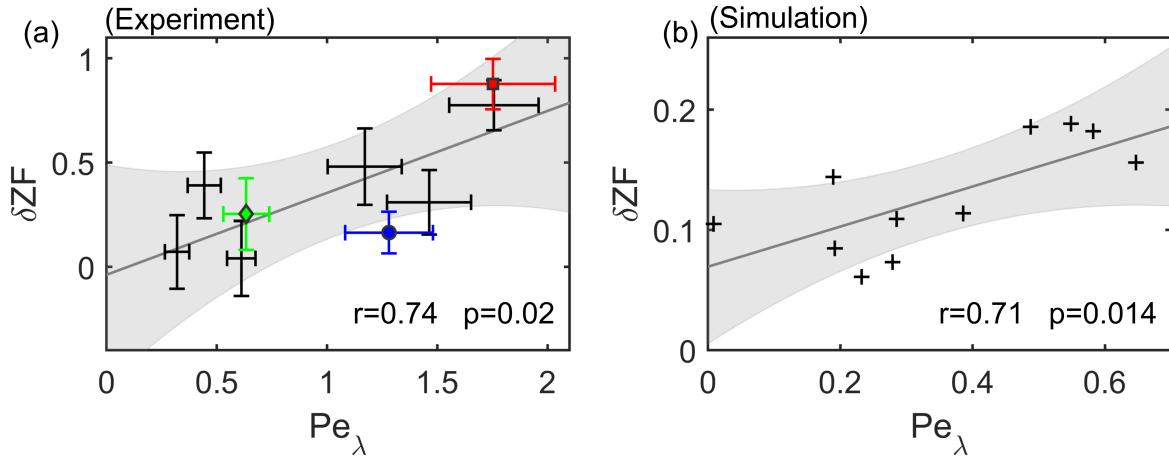 (a) (Experiment)
1
0.5
0
δZF
r=0.74 p=0.02
0 0.5 1 1.5 2
Pe_λ
(b) (Simulation)
0.2
0.1
0
δZF
r=0.71 p=0.014
0 0.2 0.4 0.6
Pe_λ